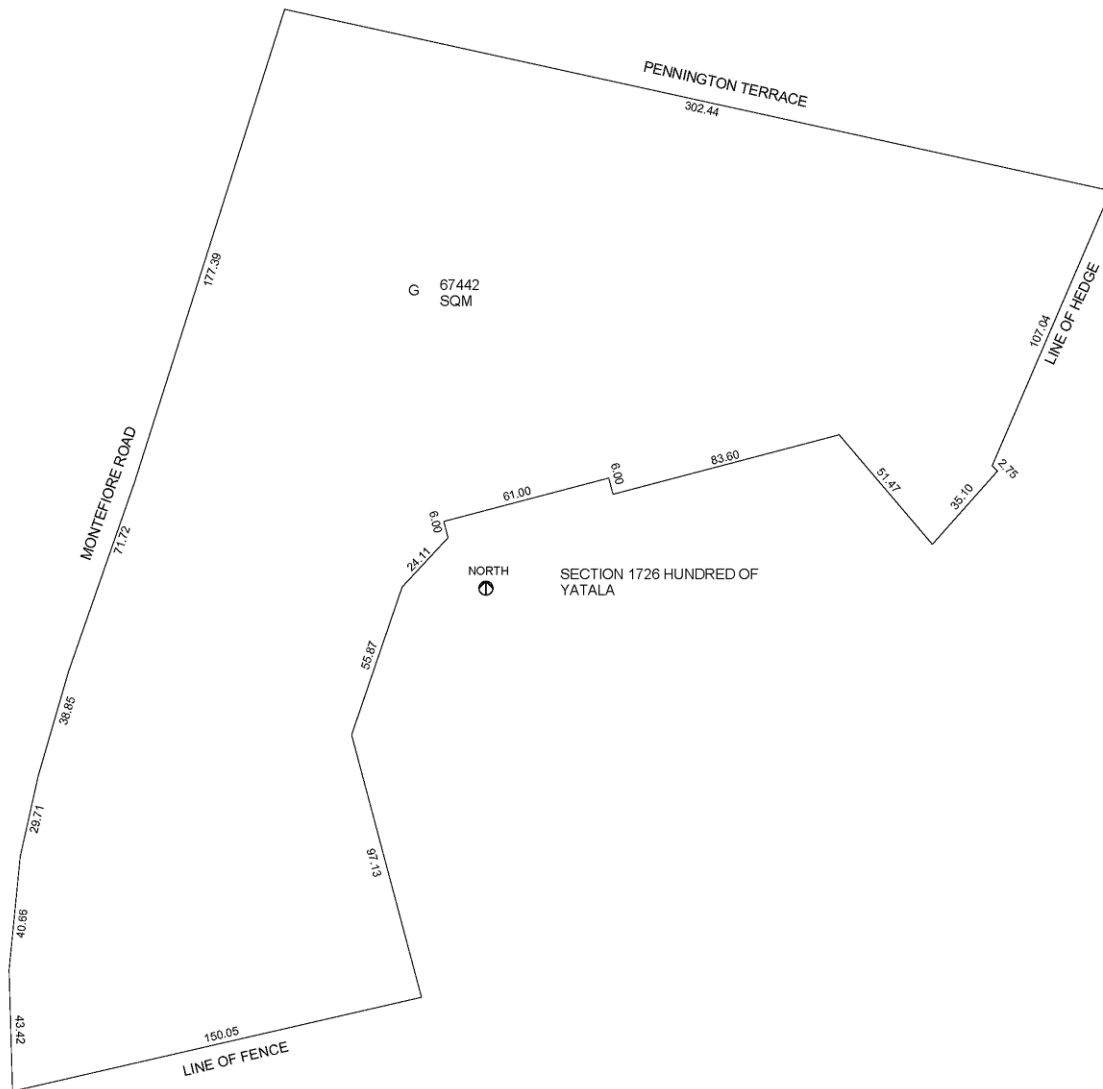 PENNINGTON TERRACE
302.44
177.39
G 67442
SQM
107.04
LINE OF HEDGE
MONTEFIORE ROAD
71.72
83.60
6.00
61.00
6.00
51.47
2.75
35.10
24.11
NORTH
SECTION 1726 HUNDRED OF
YATALA
55.87
38.85
29.71
97.13
40.66
43.42
150.05
LINE OF FENCE